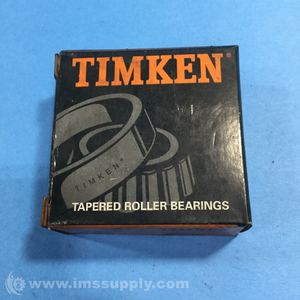 TIMKEN®
TIMKEN®
TAPERED ROLLER BEARINGS
© www.imssupply.com